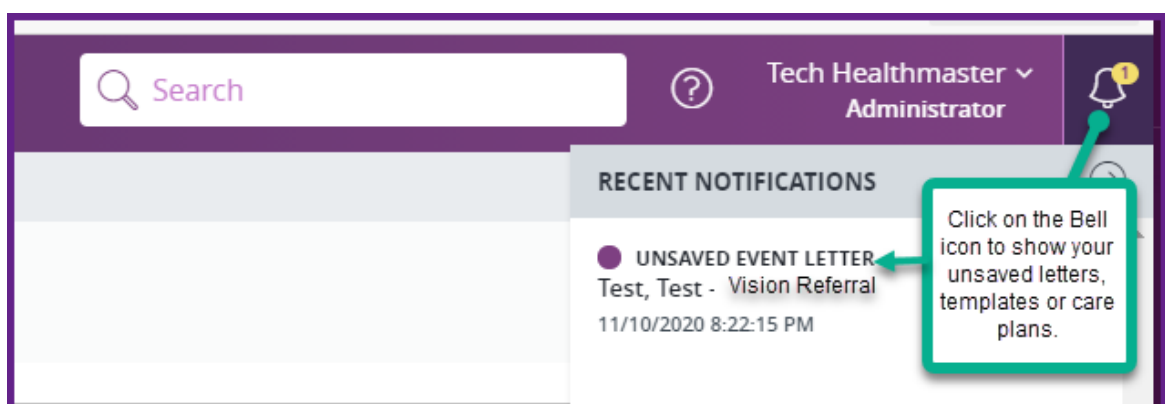 Search
Tech Healthmaster
Administrator
1
RECENT NOTIFICATIONS
UNSAVED EVENT LETTER
Test, Test - Vision Referral
11/10/2020 8:22:15 PM
Click on the Bell
icon to show your
unsaved letters,
templates or care
plans.